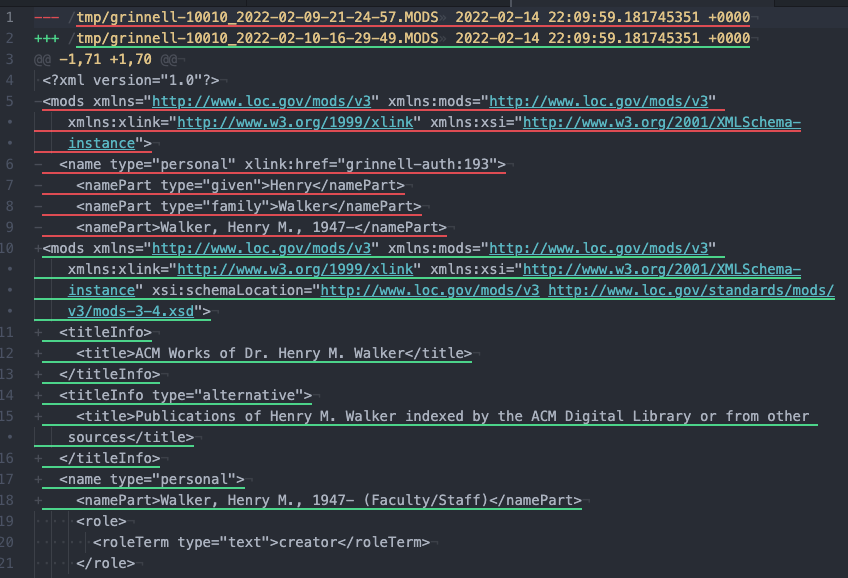 1 --- /tmp/grinnell-10010_2022-02-09-21-24-57.MODS» 2022-02-14 22:09:59.181745351 +0000¬
2 +++ /tmp/grinnell-10010_2022-02-10-16-29-49.MODS» 2022-02-14 22:09:59.181745351 +0000¬
3 @@ -1,71 +1,70 @@¬
4 ·<?xml version="1.0"?>¬
5 -<mods xmlns="http://www.loc.gov/mods/v3" xmlns:mods="http://www.loc.gov/mods/v3"
• xmlns:xlink="http://www.w3.org/1999/xlink" xmlns:xsi="http://www.w3.org/2001/XMLSchema-
• instance">¬
6 - <name type="personal" xlink:href="grinnell-auth:193">¬
7 - <namePart type="given">Henry</namePart>¬
8 - <namePart type="family">Walker</namePart>¬
9 - <namePart>Walker, Henry M., 1947-</namePart>¬
10 +<mods xmlns="http://www.loc.gov/mods/v3" xmlns:mods="http://www.loc.gov/mods/v3"
• xmlns:xlink="http://www.w3.org/1999/xlink" xmlns:xsi="http://www.w3.org/2001/XMLSchema-
• instance" xsi:schemaLocation="http://www.loc.gov/mods/v3 http://www.loc.gov/standards/mods/
• v3/mods-3-4.xsd">¬
11 + <titleInfo>¬
12 + <title>ACM Works of Dr. Henry M. Walker</title>¬
13 + </titleInfo>¬
14 + <titleInfo type="alternative">¬
15 + <title>Publications of Henry M. Walker indexed by the ACM Digital Library or from other
• sources</title>¬
16 + </titleInfo>¬
17 + <name type="personal">¬
18 + <namePart>Walker, Henry M., 1947- (Faculty/Staff)</namePart>¬
19 ····· <role>¬
20 ······· <roleTerm type="text">creator</roleTerm>¬
21 ····· </role>¬